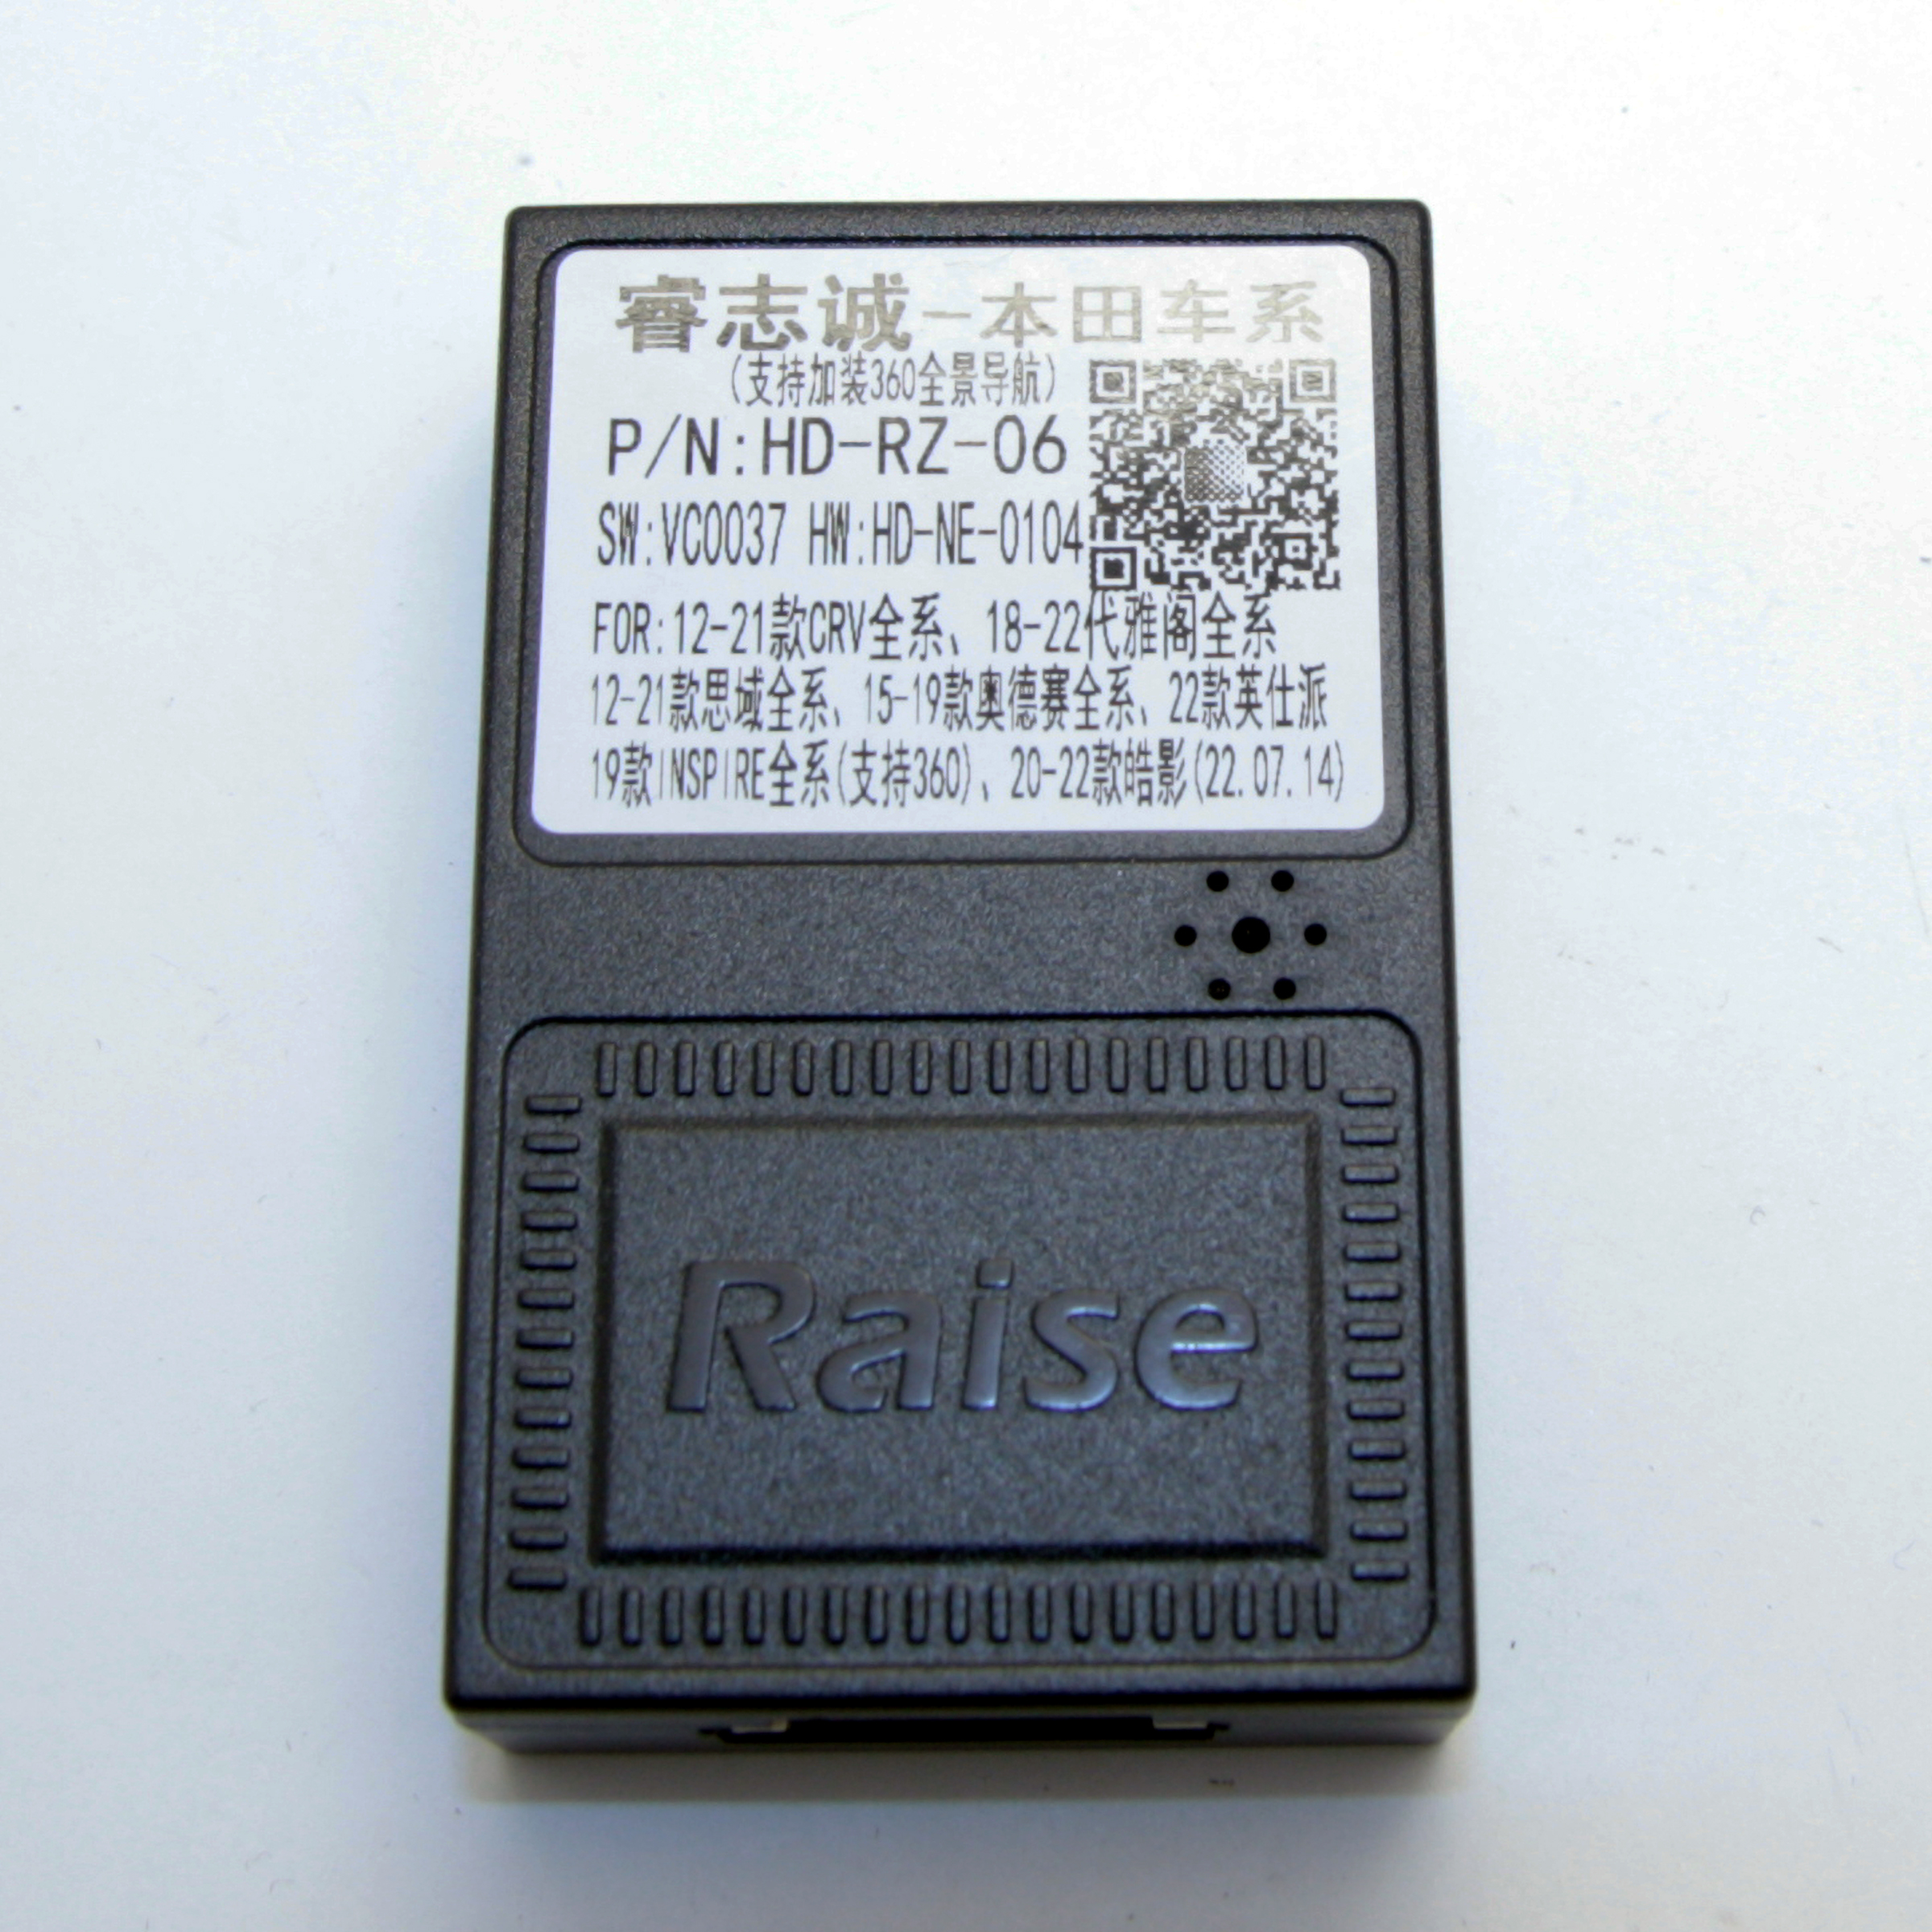 睿志诚-本田车系
(支持加装360全景导航)
P/N:HD-RZ-06
SW:VC0037 HW:HD-NE-0104
FOR:12-21款CRV全系、18-22代雅阁全系
12-21款思域全系、15-19款奥德赛全系、22款英仕派
19款INSPIRE全系(支持360)、20-22款皓影(22.07.14)
Raise